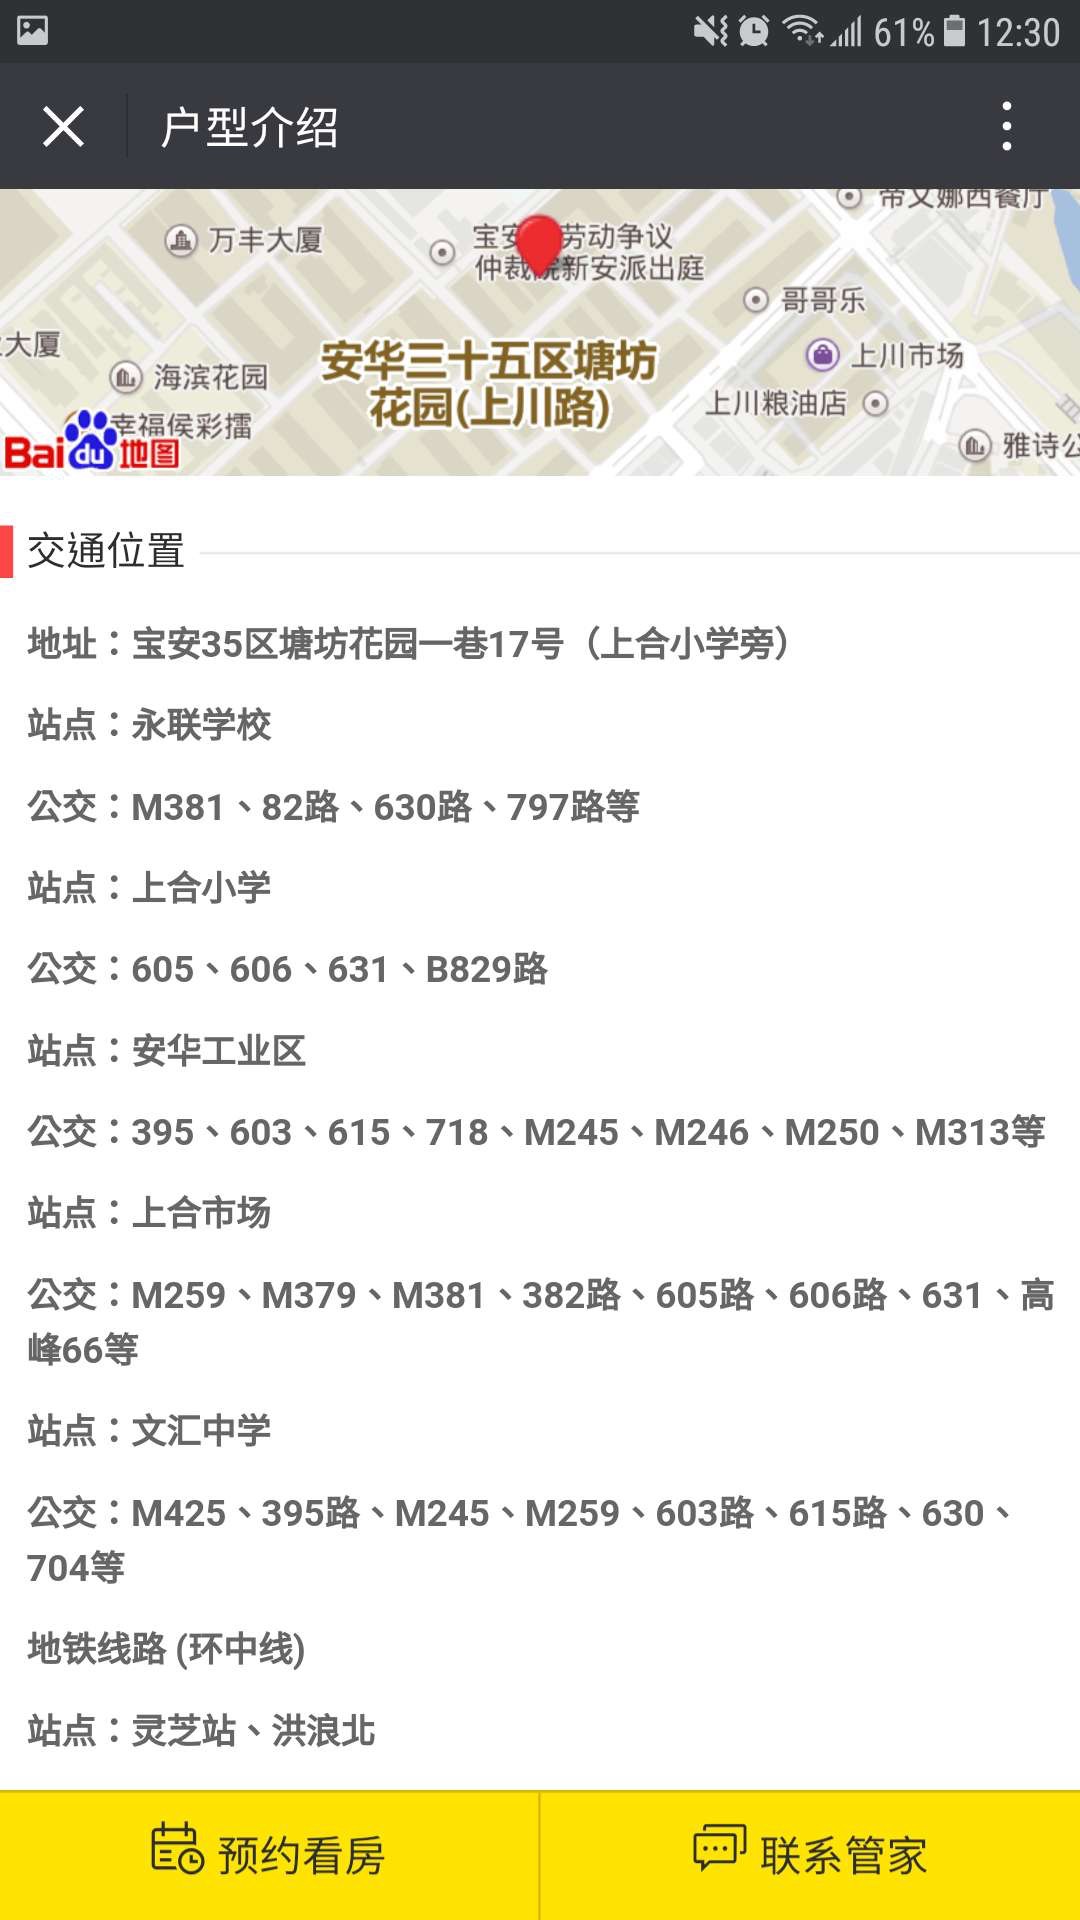 61% 12:30
户型介绍
帝文娜西餐厅
万丰大厦
宝安 劳动争议
仲裁院新安派出庭
哥哥乐
大厦
上川市场
安华三十五区塘坊
花园(上川路)
海滨花园
上川粮油店
幸福侯彩擂
雅诗公
Bai du 地图
交通位置
地址：宝安35区塘坊花园一巷17号（上合小学旁）
站点：永联学校
公交：M381、82路、630路、797路等
站点：上合小学
公交：605、606、631、B829路
站点：安华工业区
公交：395、603、615、718、M245、M246、M250、M313等
站点：上合市场
公交：M259、M379、M381、382路、605路、606路、631、高
峰66等
站点：文汇中学
公交：M425、395路、M245、M259、603路、615路、630、
704等
地铁线路 (环中线)
站点：灵芝站、洪浪北
预约看房
联系管家